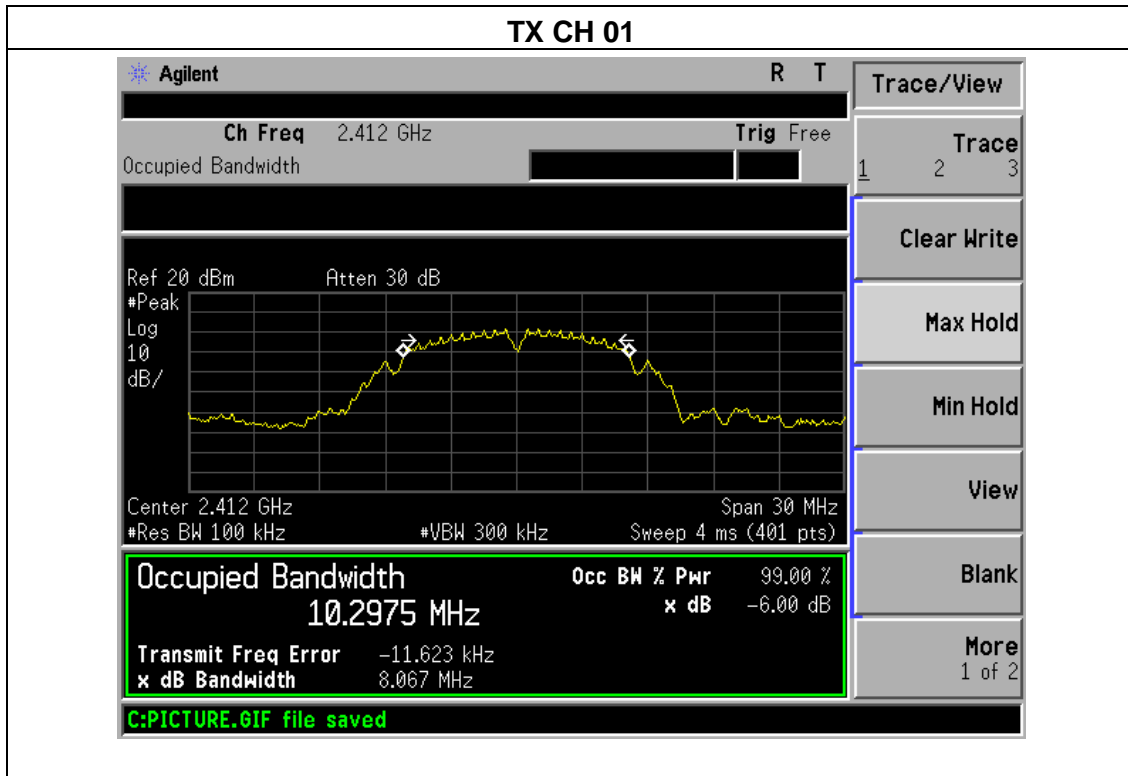 TX CH 01
Agilent R T
Trace/View
Ch Freq 2.412 GHz Trig Free
Occupied Bandwidth
Trace
1 2 3
Clear Write
Ref 20 dBm Atten 30 dB
#Peak
Log
10
dB/
Max Hold
Min Hold
View
Center 2.412 GHz Span 30 MHz
#Res BW 100 kHz #VBW 300 kHz Sweep 4 ms (401 pts)
Occupied Bandwidth Occ BW % Pwr 99.00 %
10.2975 MHz x dB -6.00 dB
Blank
Transmit Freq Error -11.623 kHz
x dB Bandwidth 8.067 MHz
More
1 of 2
C:PICTURE.GIF file saved